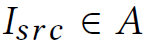 I_{src} ∈ A